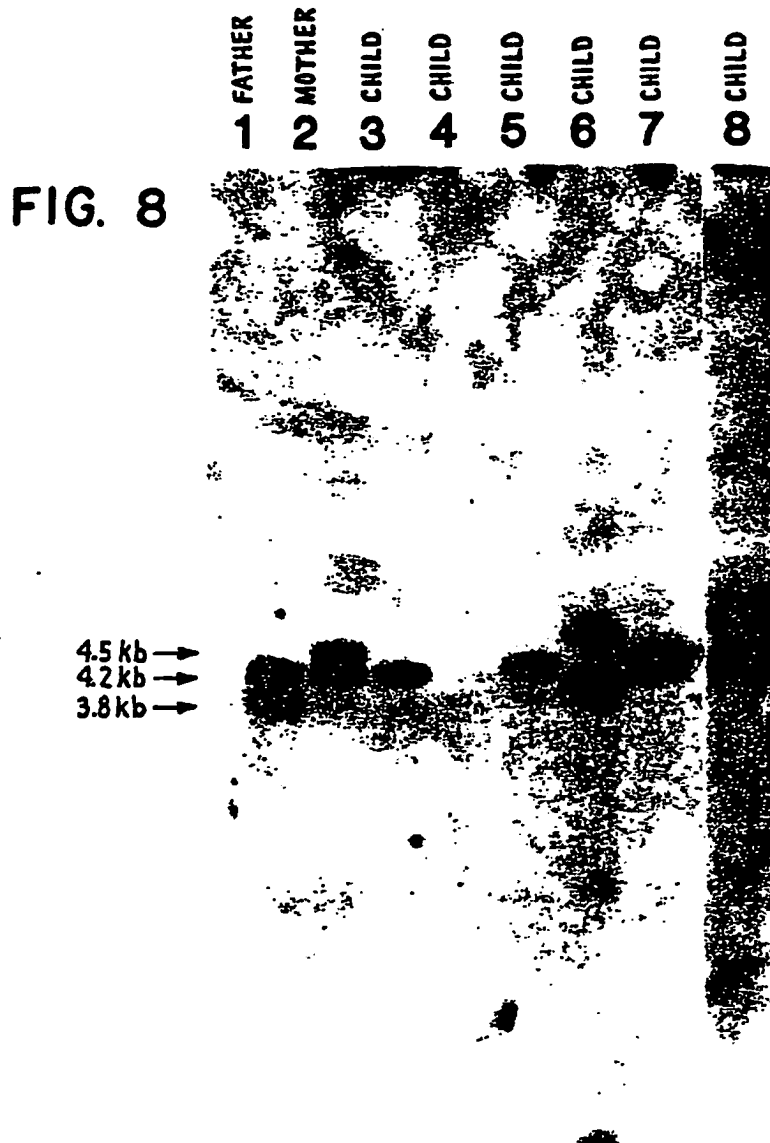 FATHER MOTHER CHILD CHILD CHILD CHILD CHILD CHILD
1 2 3 4 5 6 7 8
FIG. 8
4.5 kb
4.2 kb
3.8 kb